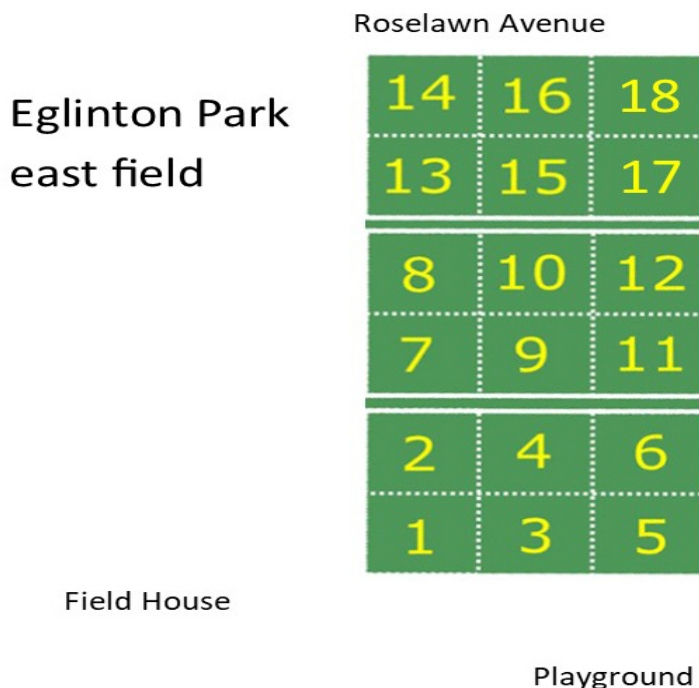 Roselawn Avenue
Eglinton Park
east field
14 16 18
13 15 17
8 10 12
7 9 11
2 4 6
1 3 5
Field House
Playground